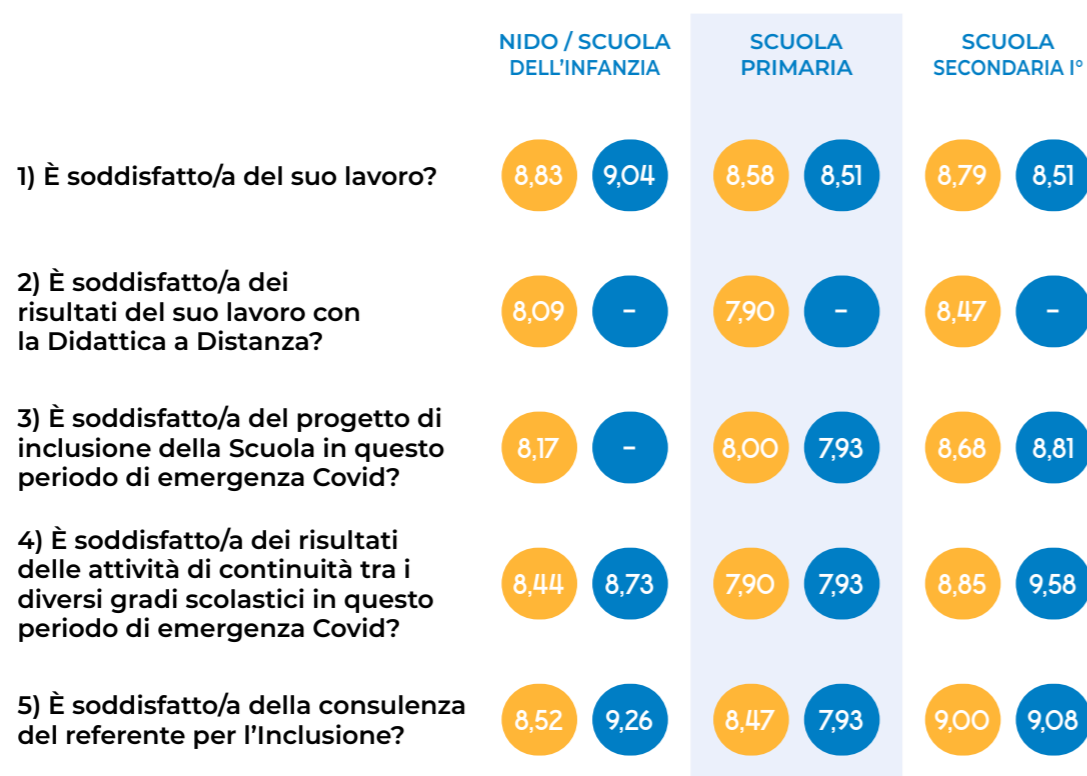 NIDO / SCUOLA
DELL’INFANZIA
SCUOLA
PRIMARIA
SCUOLA
SECONDARIA I°
1) È soddisfatto/a del suo lavoro?
8,83 9,04 8,58 8,51 8,79 8,51
2) È soddisfatto/a dei
risultati del suo lavoro con
la Didattica a Distanza?
8,09 – 7,90 – 8,47 –
3) È soddisfatto/a del progetto di
inclusione della Scuola in questo
periodo di emergenza Covid?
8,17 – 8,00 7,93 8,68 8,81
4) È soddisfatto/a dei risultati
delle attività di continuità tra i
diversi gradi scolastici in questo
periodo di emergenza Covid?
8,44 8,73 7,90 7,93 8,85 9,58
5) È soddisfatto/a della consulenza
del referente per l’Inclusione?
8,52 9,26 8,47 7,93 9,00 9,08